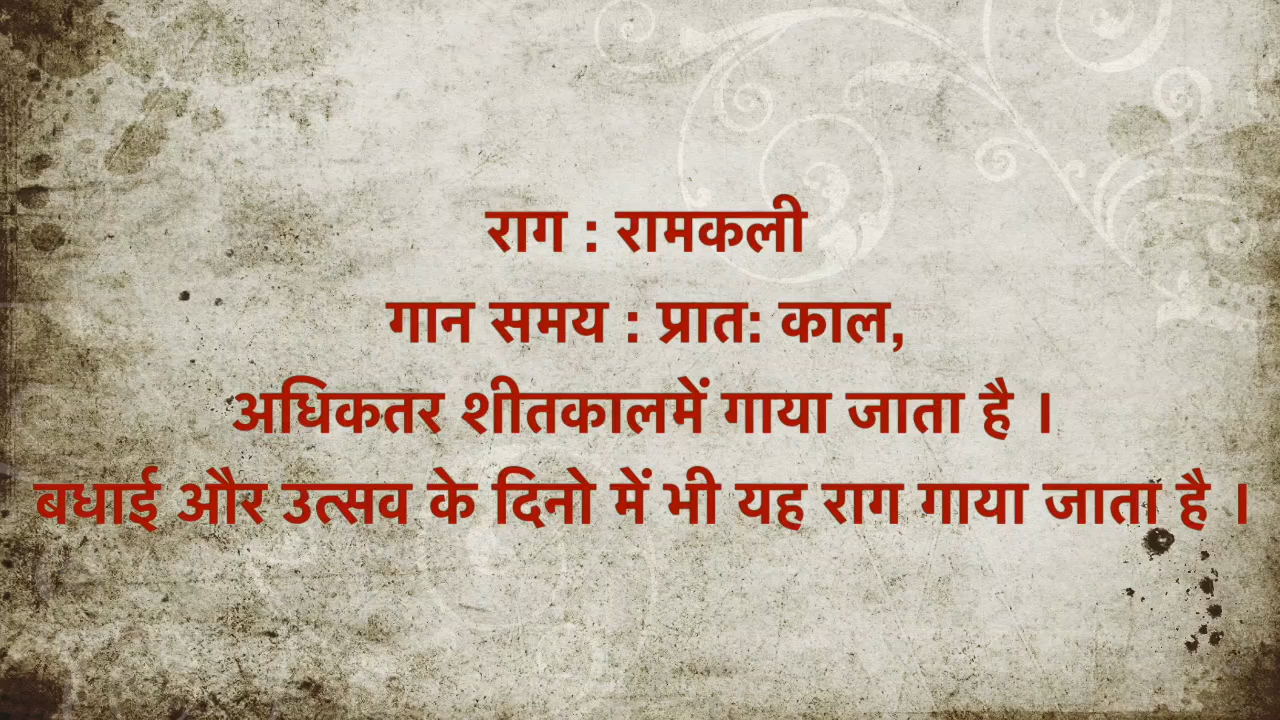 राग : रामकली
गान समय : प्रात: काल,
अधिकतर शीतकालमें गाया जाता है ।
बधाई और उत्सव के दिनो में भी यह राग गाया जाता है ।